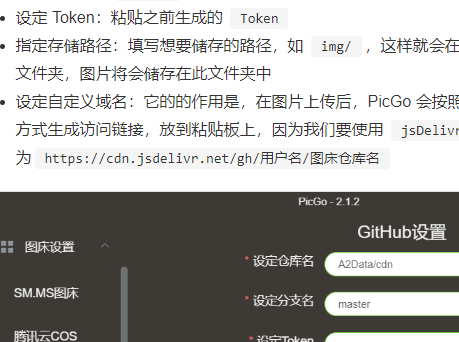 设定 Token：粘贴之前生成的 Token
指定存储路径：填写想要储存的路径，如 img/ ，这样就会在
文件夹，图片将会储存在此文件夹中
设定自定义域名：它的的作用是，在图片上传后，PicGo 会按照
方式生成访问链接，放到粘贴板上，因为我们要使用 jsDeliv
为 https://cdn.jsdelivr.net/gh/用户名/图床仓库名
PicGo - 2.1.2
GitHub设置
图床设置
* 设定仓库名 A2Data/cdn
SM.MS图床
* 设定分支名 master
腾讯云COS
* 设定Token